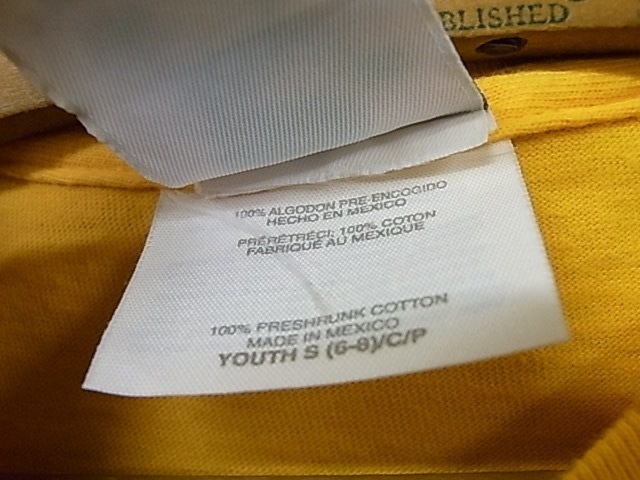 BLISHED
100% ALGODON PRE-ENCOGIDO
HECHO EN MEXICO
PRÉRÉTRÉCI; 100% COTON
FABRIQUÉ AU MEXIQUE
100% PRESHRUNK COTTON
MADE IN MEXICO
YOUTH S (6-8)/C/P